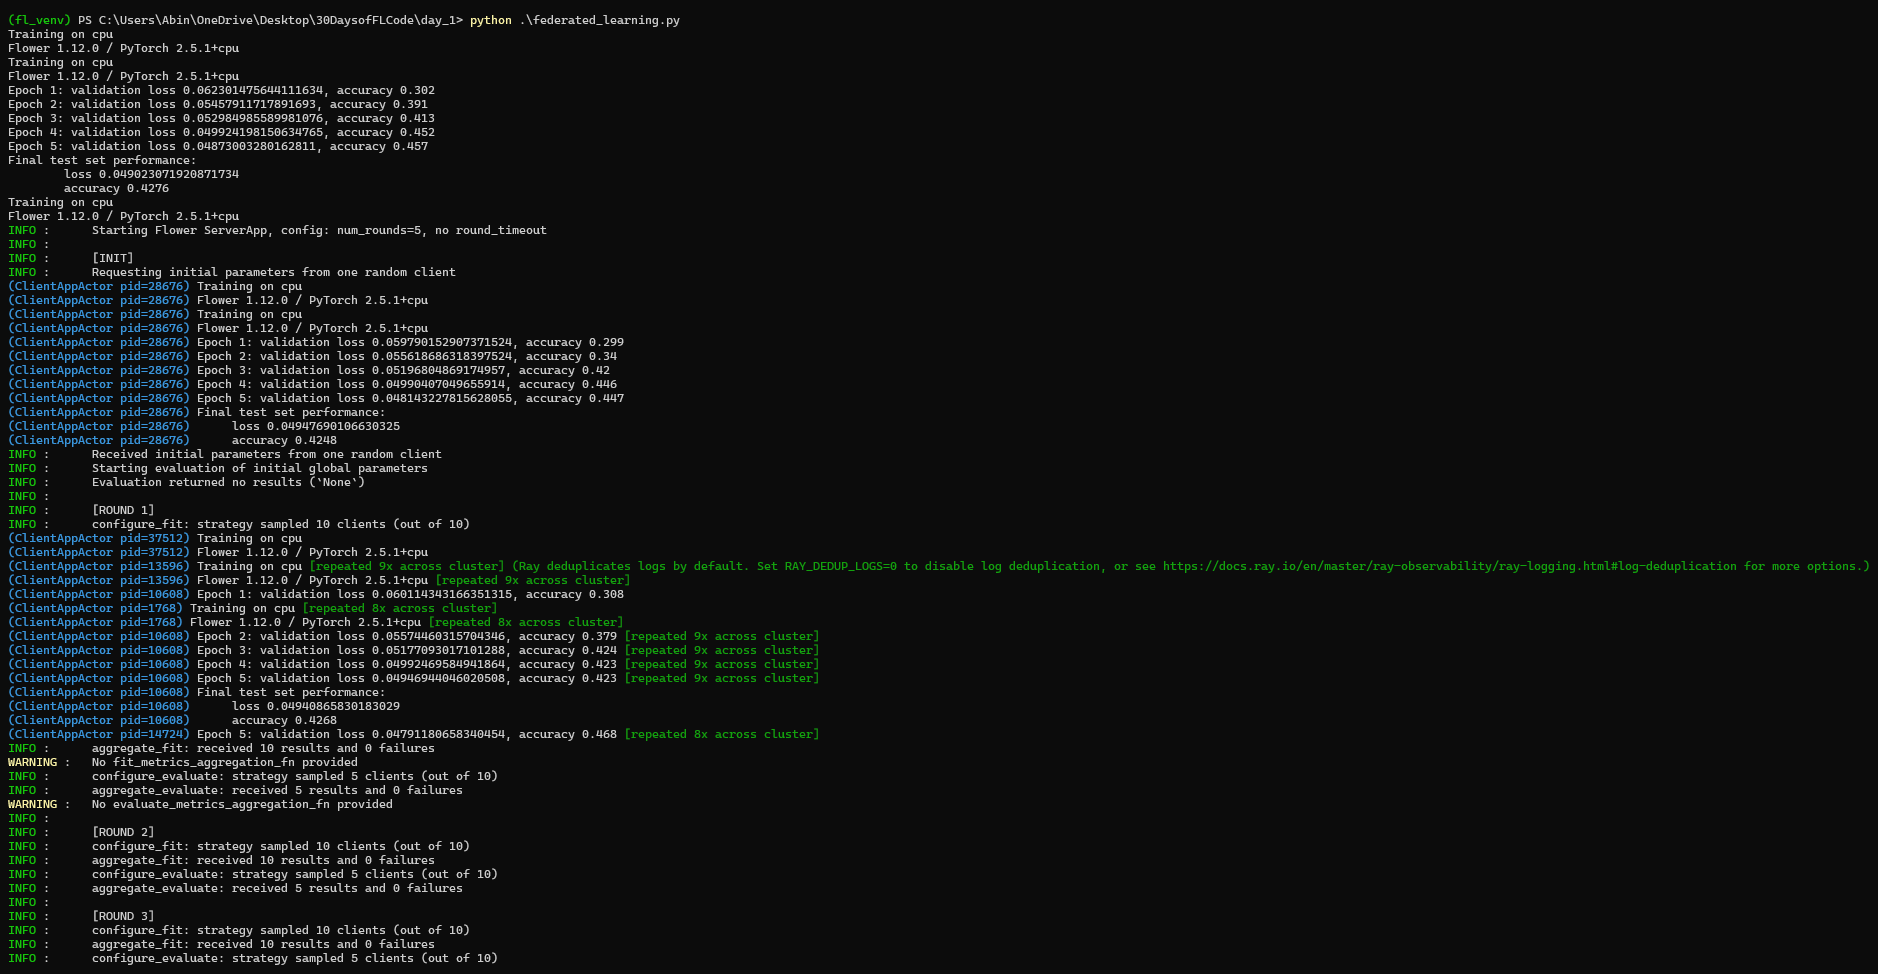 (fl_venv) PS C:\Users\Abin\OneDrive\Desktop\30DaysofFLCode\day_1> python .\federated_learning.py
Training on cpu
Flower 1.12.0 / PyTorch 2.5.1+cpu
Training on cpu
Flower 1.12.0 / PyTorch 2.5.1+cpu
Epoch 1: validation loss 0.062301475644111634, accuracy 0.302
Epoch 2: validation loss 0.05457911717891693, accuracy 0.391
Epoch 3: validation loss 0.052984985589981076, accuracy 0.413
Epoch 4: validation loss 0.049924198150634765, accuracy 0.452
Epoch 5: validation loss 0.04873003280162811, accuracy 0.457
Final test set performance:
loss 0.049023071920871734
accuracy 0.4276
Training on cpu
Flower 1.12.0 / PyTorch 2.5.1+cpu
INFO : Starting Flower ServerApp, config: num_rounds=5, no round_timeout
INFO :
INFO : [INIT]
INFO : Requesting initial parameters from one random client
(ClientAppActor pid=28676) Training on cpu
(ClientAppActor pid=28676) Flower 1.12.0 / PyTorch 2.5.1+cpu
(ClientAppActor pid=28676) Training on cpu
(ClientAppActor pid=28676) Flower 1.12.0 / PyTorch 2.5.1+cpu
(ClientAppActor pid=28676) Epoch 1: validation loss 0.059790152907371524, accuracy 0.299
(ClientAppActor pid=28676) Epoch 2: validation loss 0.055618686318397524, accuracy 0.34
(ClientAppActor pid=28676) Epoch 3: validation loss 0.05196804869174957, accuracy 0.42
(ClientAppActor pid=28676) Epoch 4: validation loss 0.04990407049655914, accuracy 0.446
(ClientAppActor pid=28676) Epoch 5: validation loss 0.048143227815628055, accuracy 0.447
(ClientAppActor pid=28676) Final test set performance:
(ClientAppActor pid=28676) loss 0.04947690106630325
(ClientAppActor pid=28676) accuracy 0.4248
INFO : Received initial parameters from one random client
INFO : Starting evaluation of initial global parameters
INFO : Evaluation returned no results (`None`)
INFO :
INFO : [ROUND 1]
INFO : configure_fit: strategy sampled 10 clients (out of 10)
(ClientAppActor pid=37512) Training on cpu
(ClientAppActor pid=37512) Flower 1.12.0 / PyTorch 2.5.1+cpu
(ClientAppActor pid=13596) Training on cpu [repeated 9x across cluster] (Ray deduplicates logs by default. Set RAY_DEDUP_LOGS=0 to disable log deduplication, or see https://docs.ray.io/en/master/ray-observability/ray-logging.html#log-deduplication for more options.)
(ClientAppActor pid=13596) Flower 1.12.0 / PyTorch 2.5.1+cpu [repeated 9x across cluster]
(ClientAppActor pid=10608) Epoch 1: validation loss 0.060114343166351315, accuracy 0.308
(ClientAppActor pid=1768) Training on cpu [repeated 8x across cluster]
(ClientAppActor pid=1768) Flower 1.12.0 / PyTorch 2.5.1+cpu [repeated 8x across cluster]
(ClientAppActor pid=10608) Epoch 2: validation loss 0.05574460315704346, accuracy 0.379 [repeated 9x across cluster]
(ClientAppActor pid=10608) Epoch 3: validation loss 0.05177093017101288, accuracy 0.424 [repeated 9x across cluster]
(ClientAppActor pid=10608) Epoch 4: validation loss 0.049924695849418​64, accuracy 0.423 [repeated 9x across cluster]
(ClientAppActor pid=10608) Epoch 5: validation loss 0.04946944046020508, accuracy 0.423 [repeated 9x across cluster]
(ClientAppActor pid=10608) Final test set performance:
(ClientAppActor pid=10608) loss 0.04940865830183029
(ClientAppActor pid=10608) accuracy 0.4268
(ClientAppActor pid=14724) Epoch 5: validation loss 0.04791180658340454, accuracy 0.468 [repeated 8x across cluster]
INFO : aggregate_fit: received 10 results and 0 failures
WARNING : No fit_metrics_aggregation_fn provided
INFO : configure_evaluate: strategy sampled 5 clients (out of 10)
INFO : aggregate_evaluate: received 5 results and 0 failures
WARNING : No evaluate_metrics_aggregation_fn provided
INFO :
INFO : [ROUND 2]
INFO : configure_fit: strategy sampled 10 clients (out of 10)
INFO : aggregate_fit: received 10 results and 0 failures
INFO : configure_evaluate: strategy sampled 5 clients (out of 10)
INFO : aggregate_evaluate: received 5 results and 0 failures
INFO :
INFO : [ROUND 3]
INFO : configure_fit: strategy sampled 10 clients (out of 10)
INFO : aggregate_fit: received 10 results and 0 failures
INFO : configure_evaluate: strategy sampled 5 clients (out of 10)